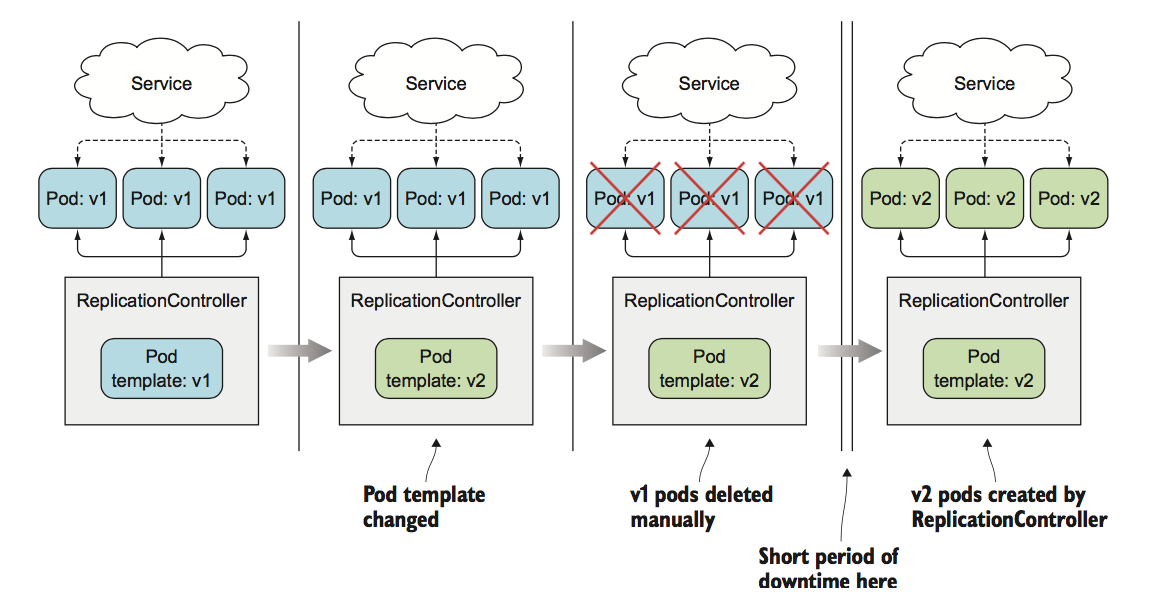 Service
Service
Service
Service
Pod: v1
Pod: v1
Pod: v1
Pod: v1
Pod: v1
Pod: v1
Pod: v1
Pod: v1
Pod: v1
Pod: v2
Pod: v2
Pod: v2
ReplicationController
ReplicationController
ReplicationController
ReplicationController
Pod
template: v1
Pod
template: v2
Pod
template: v2
Pod
template: v2
Pod template
changed
v1 pods deleted
manually
Short period of
downtime here
v2 pods created by
ReplicationController